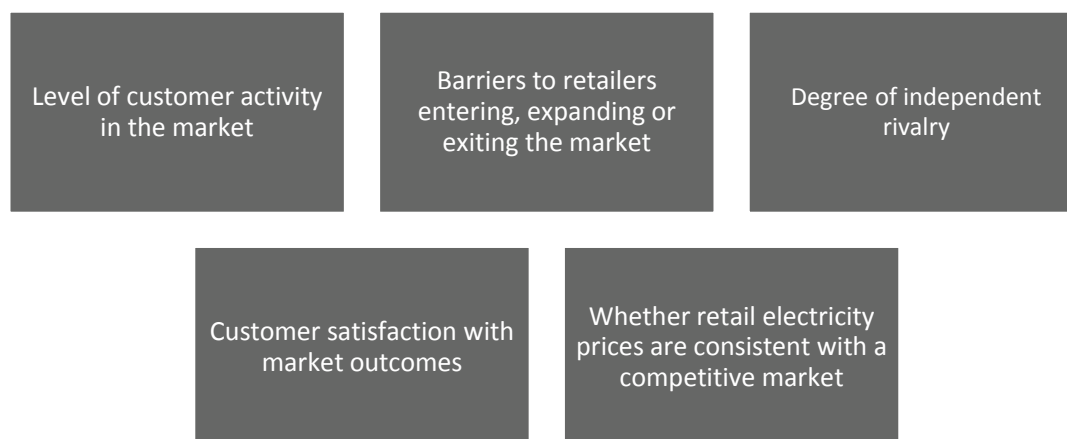 Level of customer activity
in the market
Barriers to retailers
entering, expanding or
exiting the market
Degree of independent
rivalry
Customer satisfaction with
market outcomes
Whether retail electricity
prices are consistent with a
competitive market